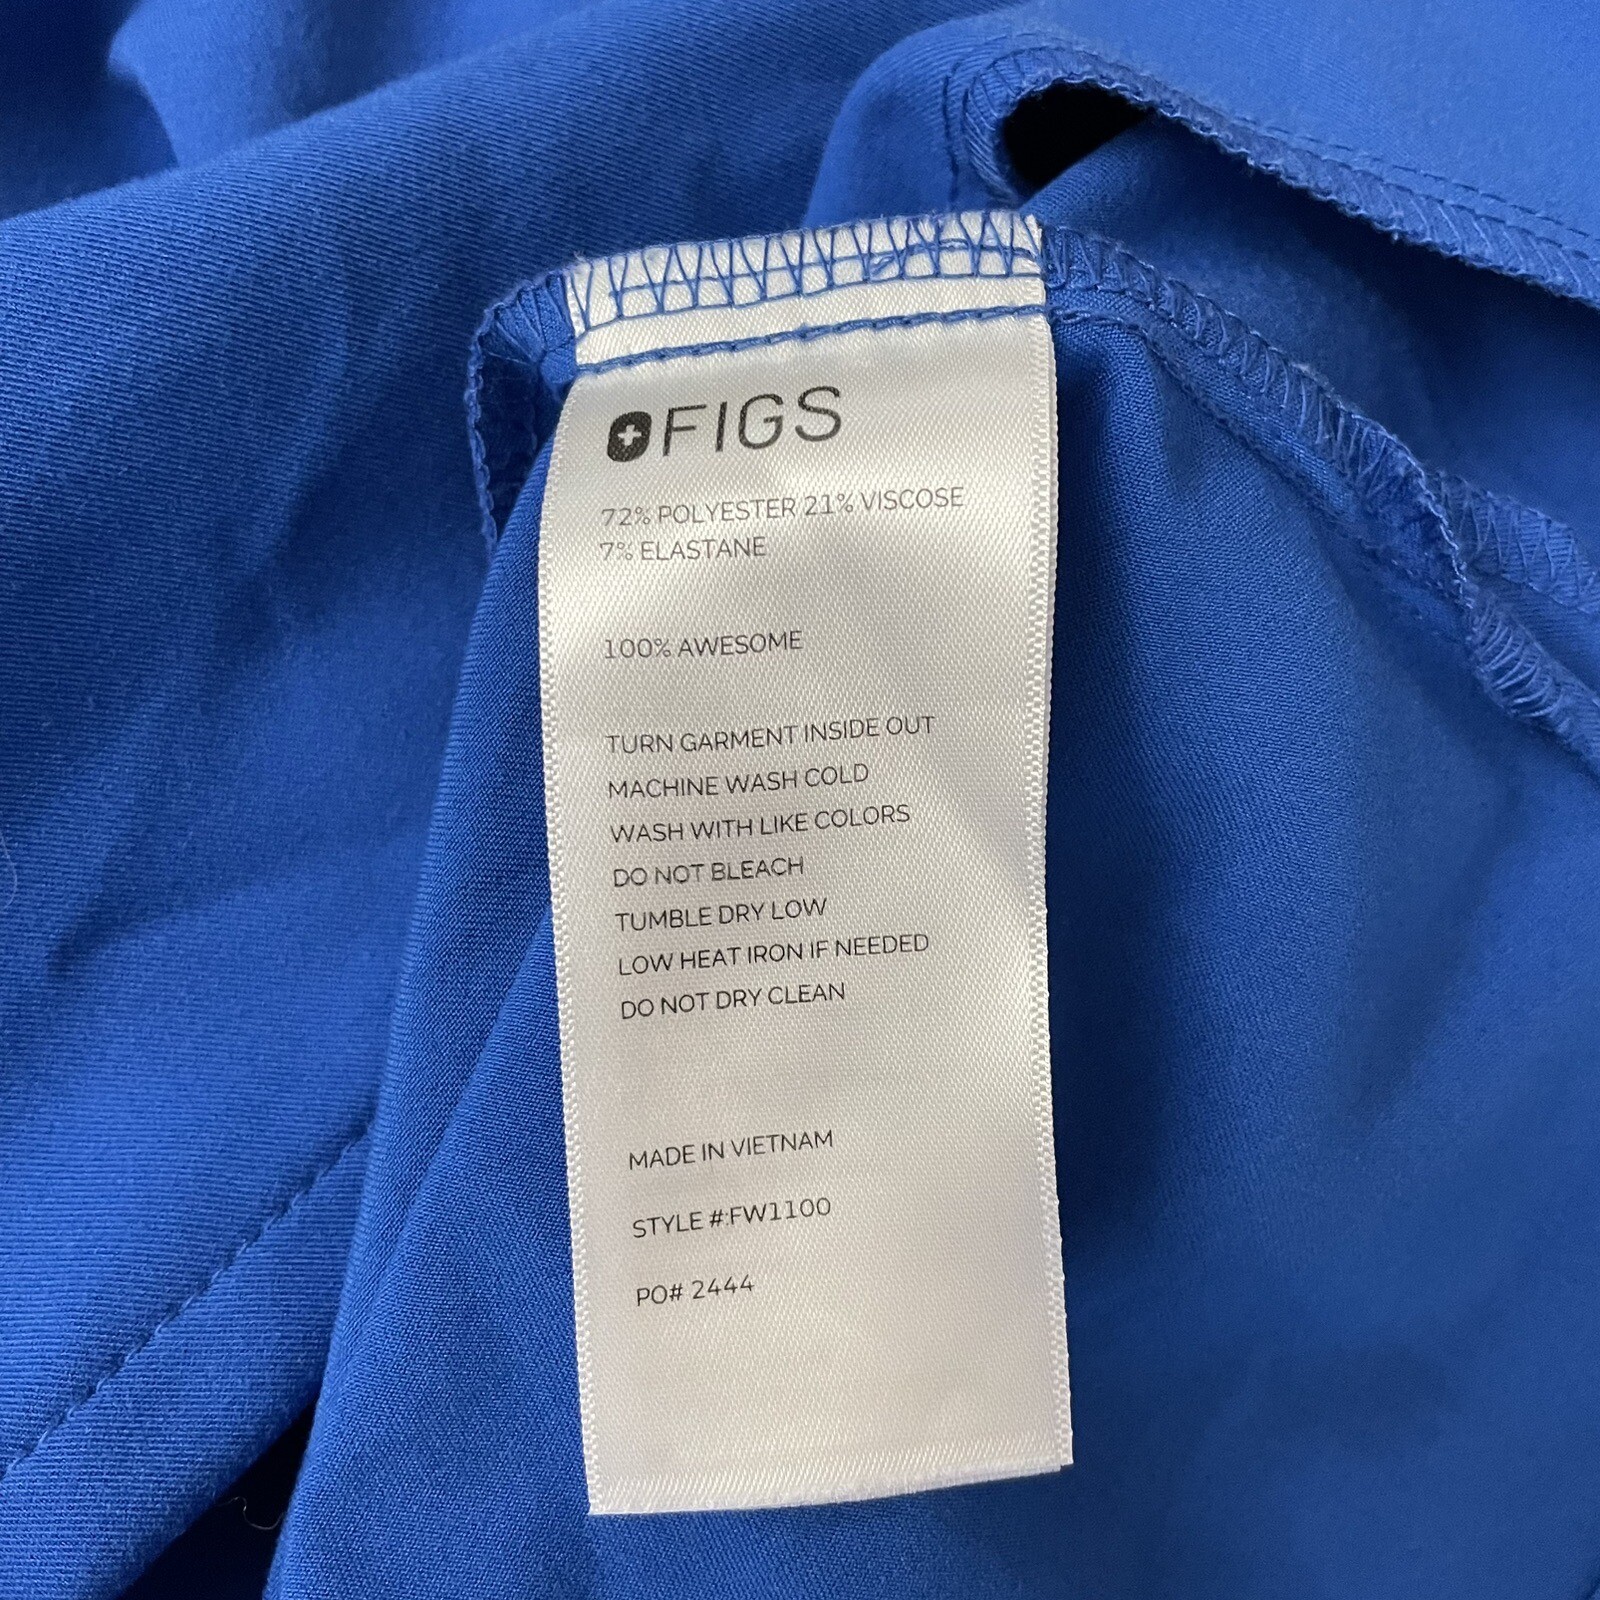 FIGS
72% POLYESTER 21% VISCOSE
7% ELASTANE
100% AWESOME
TURN GARMENT INSIDE OUT
MACHINE WASH COLD
WASH WITH LIKE COLORS
DO NOT BLEACH
TUMBLE DRY LOW
LOW HEAT IRON IF NEEDED
DO NOT DRY CLEAN
MADE IN VIETNAM
STYLE #:FW1100
PO# 2444